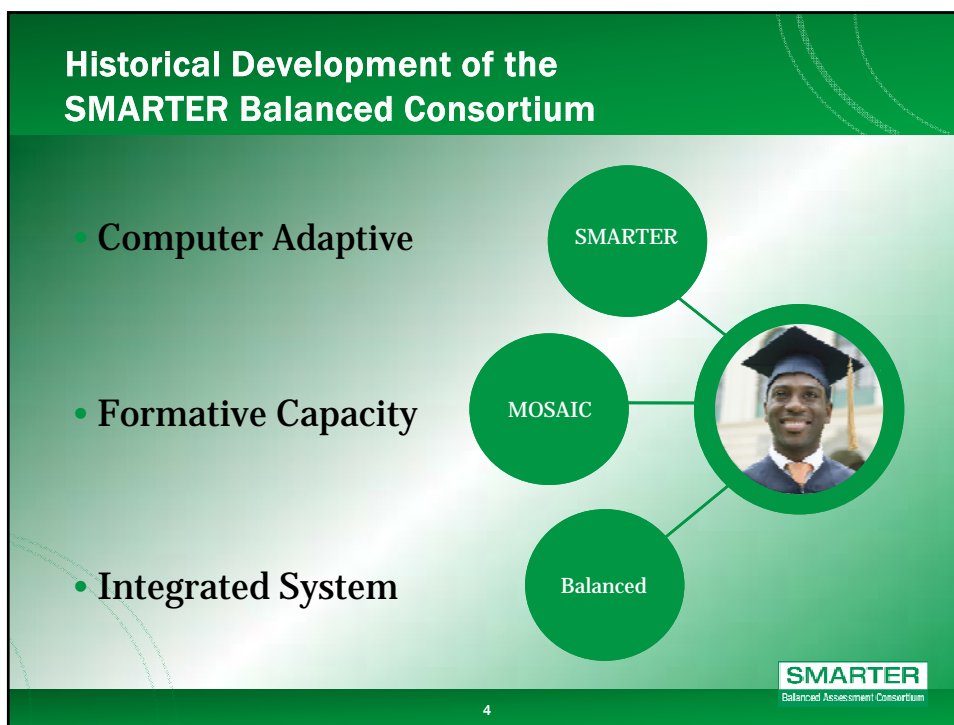 Historical Development of the
SMARTER Balanced Consortium
• Computer Adaptive
SMARTER
• Formative Capacity
MOSAIC
• Integrated System
Balanced
SMARTER
Balanced Assessment Consortium
4